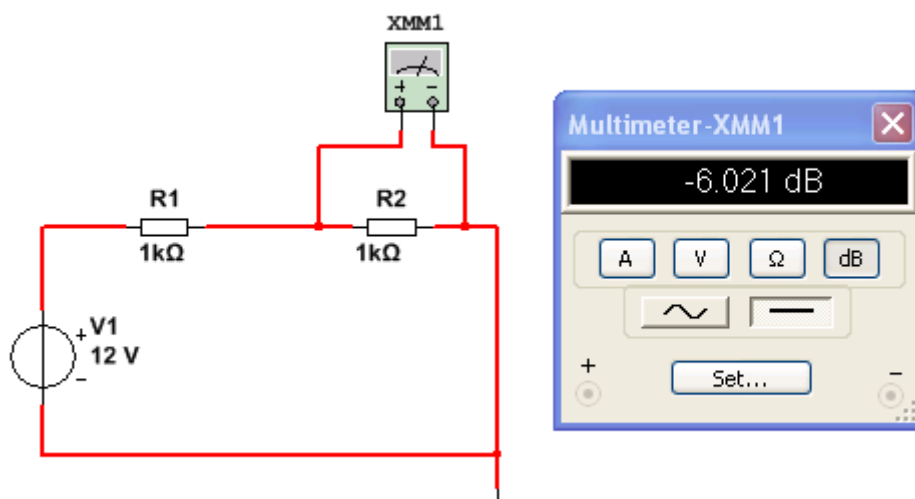 XMM1
+ −
R1
1kΩ
R2
1kΩ
+
V1
12 V
−
Multimeter-XMM1
-6.021 dB
A V Ω dB
+
Set...
−